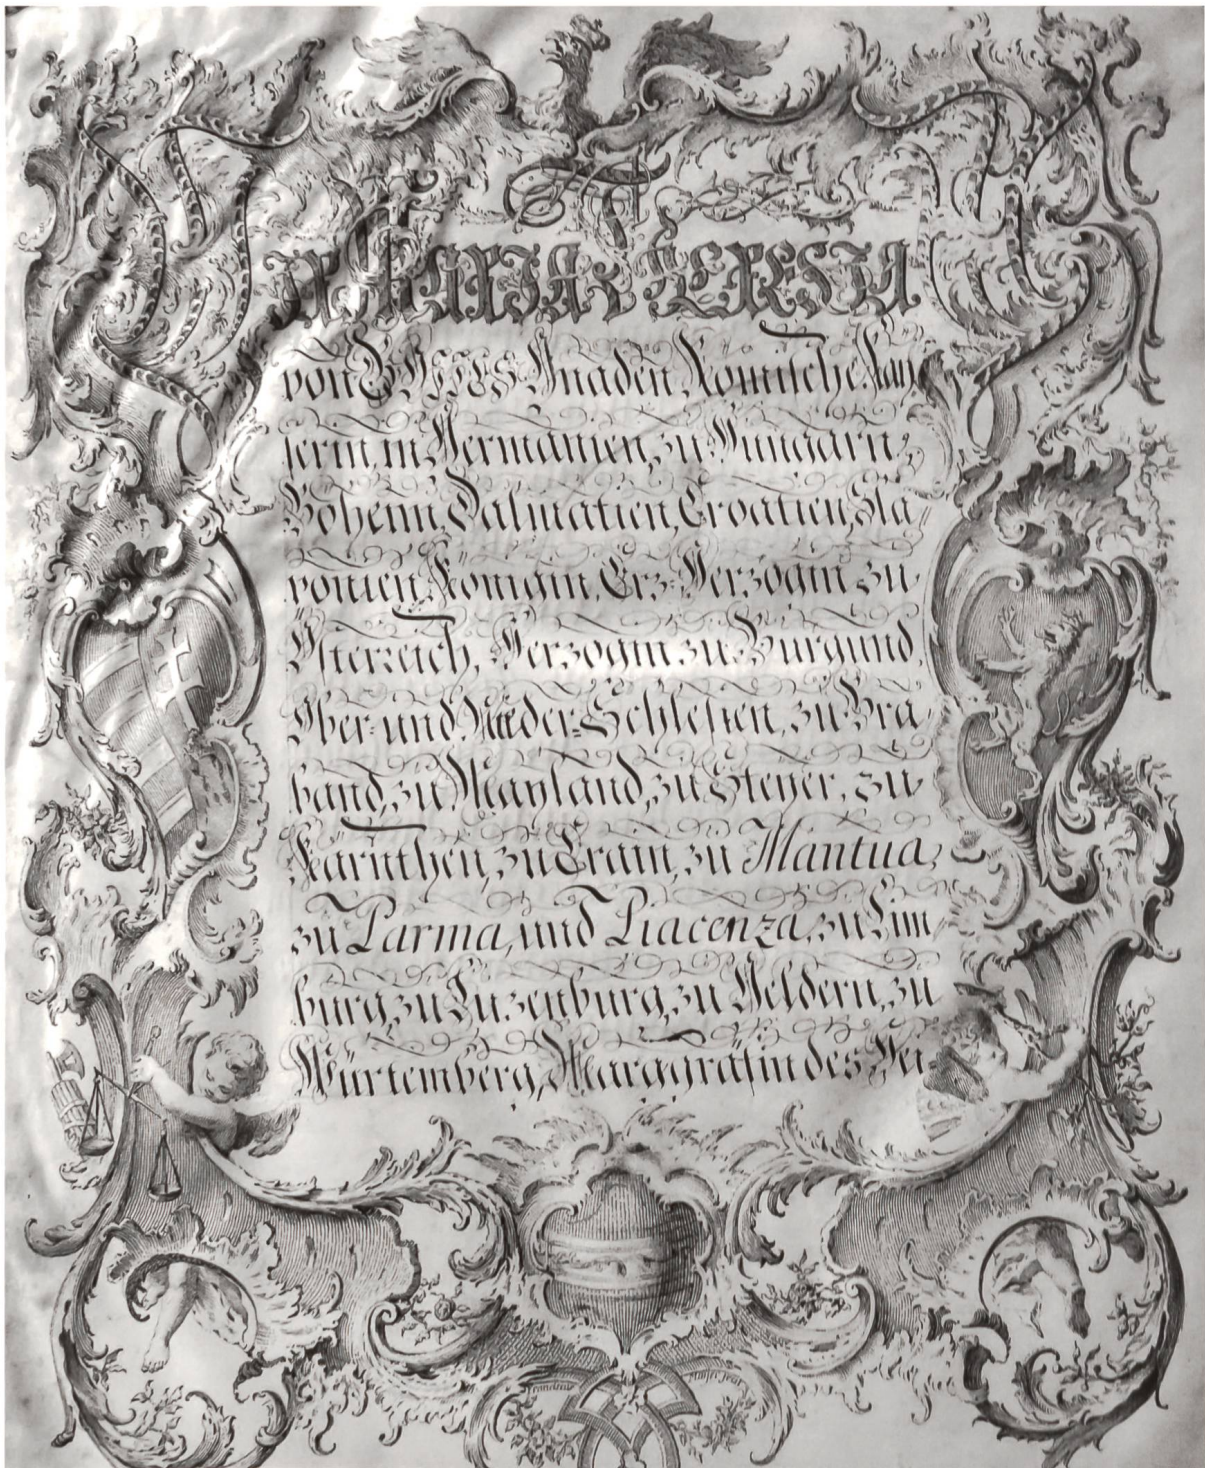 WIR MARIA THERESIA
von GOTTES Gnaden Römische Kay
serin, in Germanien, zu Hungarn,
Böheim, Dalmatien, Croatien, Sla=
vonien Königin, Erz=Herzogin zu
Österreich, Herzogin zu Burgund,
Ober= und Nieder=Schlesien, zu Bra
band, zu Mayland, zu Steyer, zu
Kärnthen, zu Crain, zu Mantua,
zu Parma, und Piacenza, zu Lim
burg, zu Luzenburg, zu Geldern, zu
Würtemberg, Marggräfin des Hei